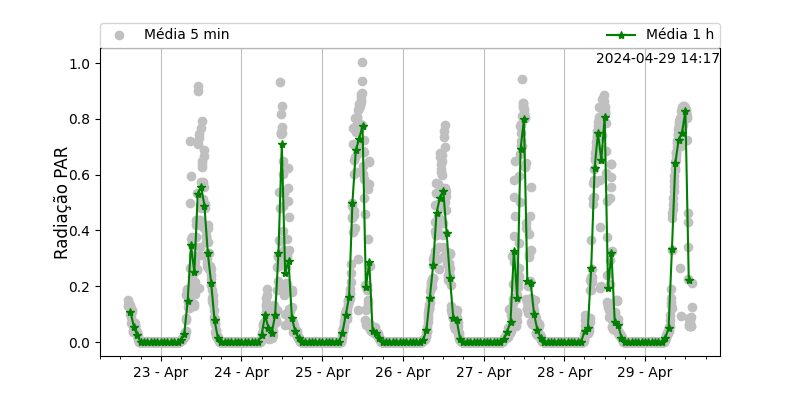 Média 5 min
Média 1 h
2024-04-29 14:17
1.0
0.8
0.6
0.4
0.2
0.0
Radiação PAR
23 - Apr
24 - Apr
25 - Apr
26 - Apr
27 - Apr
28 - Apr
29 - Apr